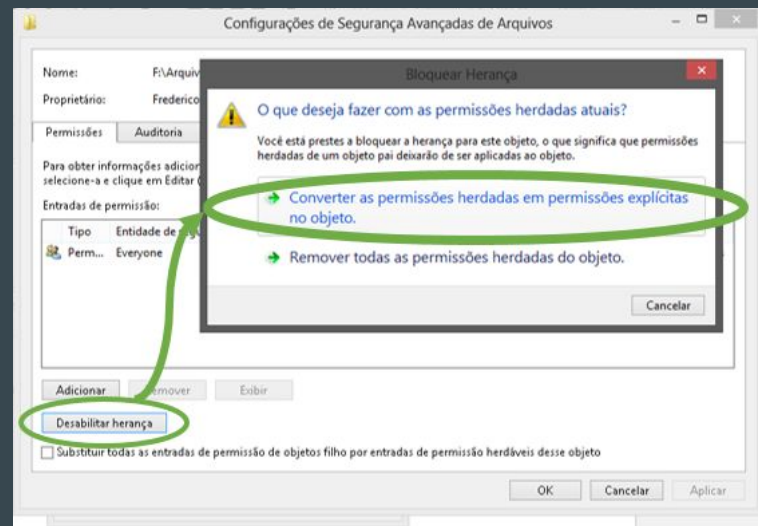 Configurações de Segurança Avançadas de Arquivos
Nome: F:\Arquiv
Proprietário: Frederico
Permissões Auditoria
Para obter informações adicion
selecione-a e clique em Editar (
Entradas de permissão:
Tipo Entidade de
Perm... Everyone
Bloquear Herança
O que deseja fazer com as permissões herdadas atuais?
Você está prestes a bloquear a herança para este objeto, o que significa que permissões
herdadas de um objeto pai deixarão de ser aplicadas ao objeto.
Converter as permissões herdadas em permissões explícitas
no objeto.
Remover todas as permissões herdadas do objeto.
Cancelar
Adicionar Remover Exibir
Desabilitar herança
Substituir todas as entradas de permissão de objetos filho por entradas de permissão herdáveis desse objeto
OK Cancelar Aplicar